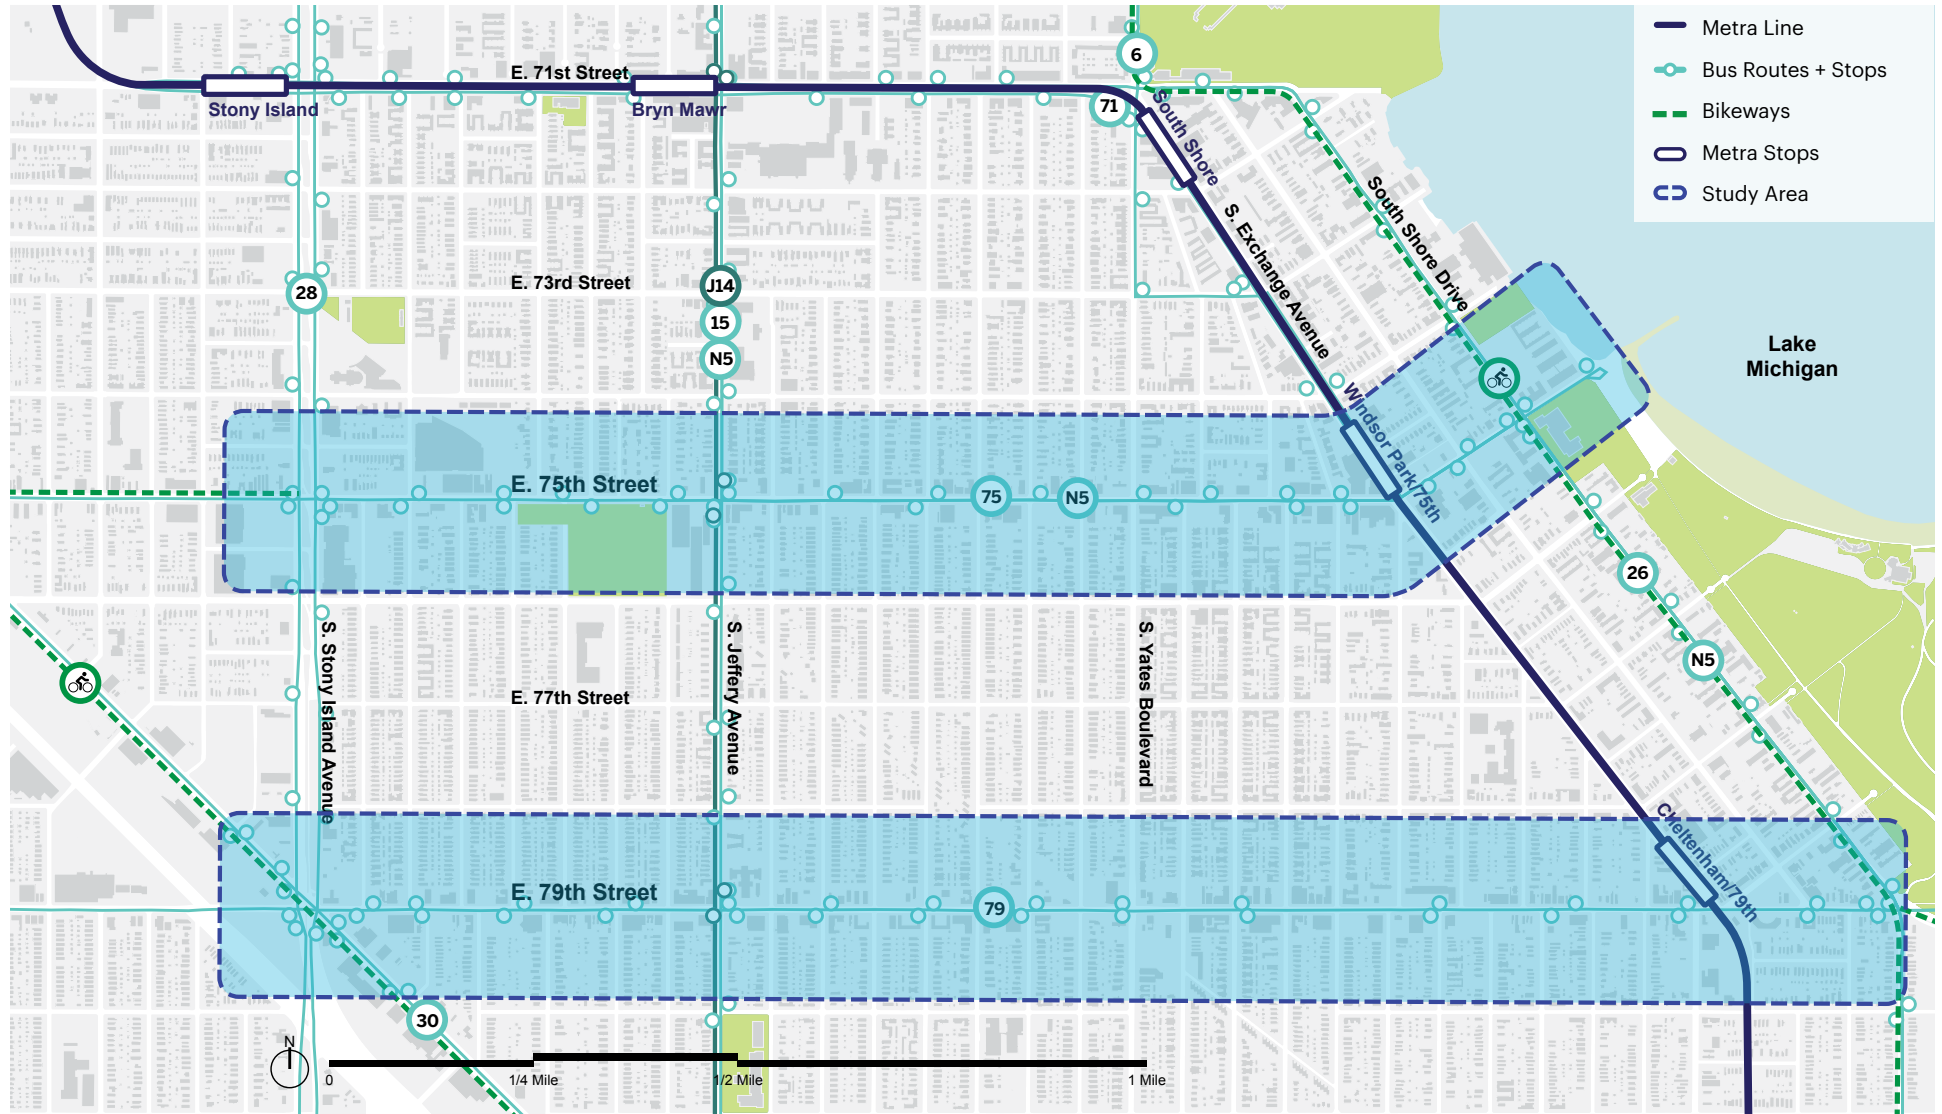 Metra Line
Bus Routes + Stops
Bikeways
Metra Stops
Study Area
6
E. 71st Street
Stony Island
Bryn Mawr
71
South Shore
South Shore Drive
S. Exchange Avenue
E. 73rd Street
28
J14
15
N5
Lake
Michigan
Windsor Park/75th
E. 75th Street
75
N5
26
S. Stony Island Avenue
S. Jeffery Avenue
S. Yates Boulevard
N5
E. 77th Street
Cheltenham/79th
E. 79th Street
79
30
N
0
1/4 Mile
1/2 Mile
1 Mile